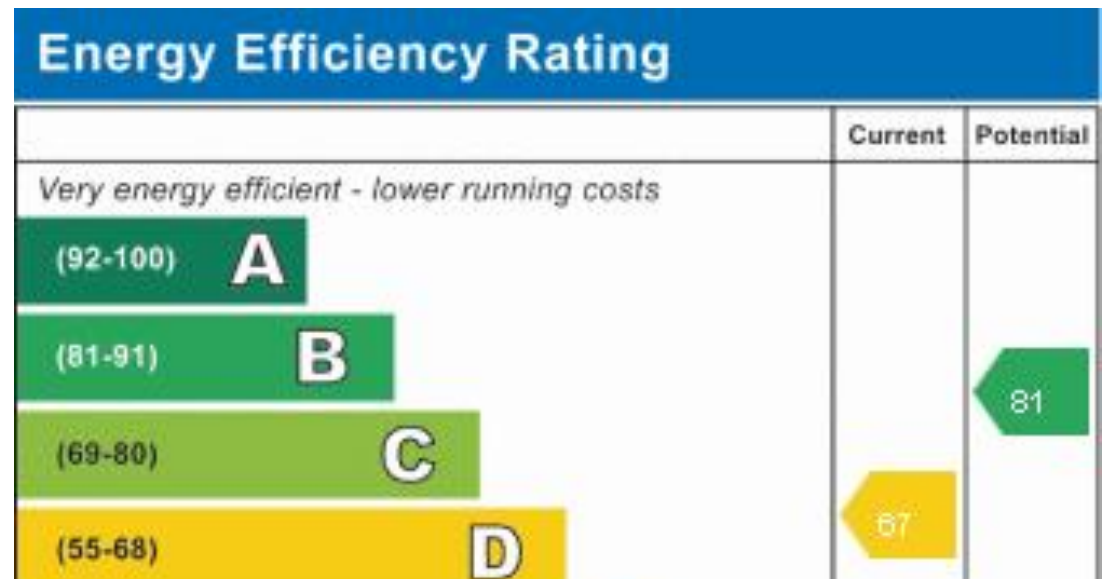 Energy Efficiency Rating
Current Potential
Very energy efficient - lower running costs
(92-100) A
(81-91) B
81
(69-80) C
67
(55-68) D